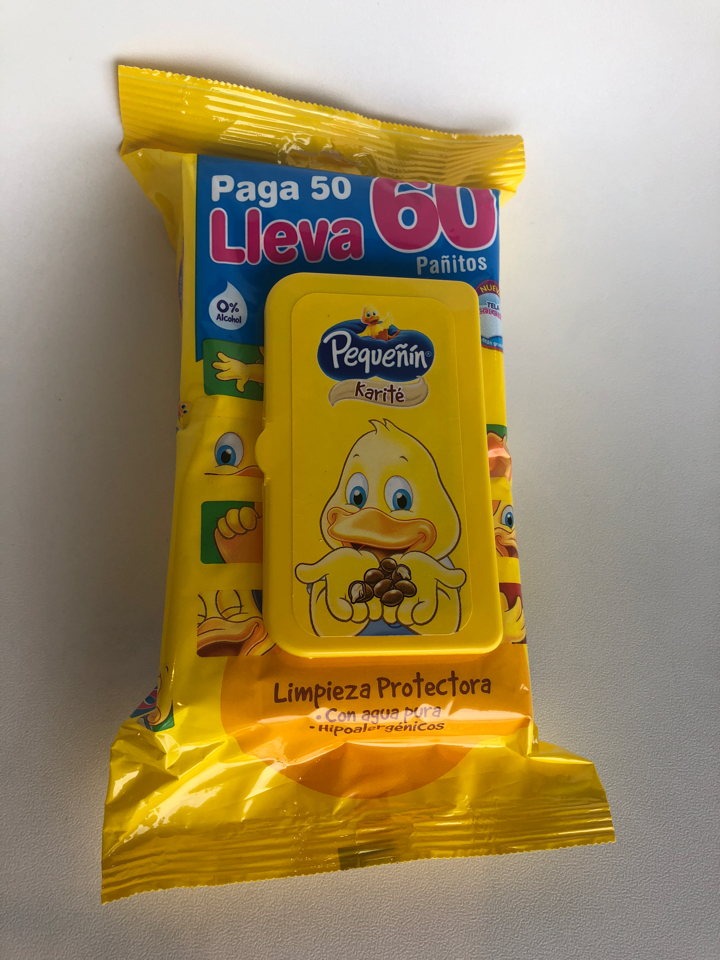 Paga 50
Lleva 60
Pañitos
0%
Alcohol
Pequeñín®
Karité
Limpieza Protectora
• Con agua pura
- Hipoalergénicos